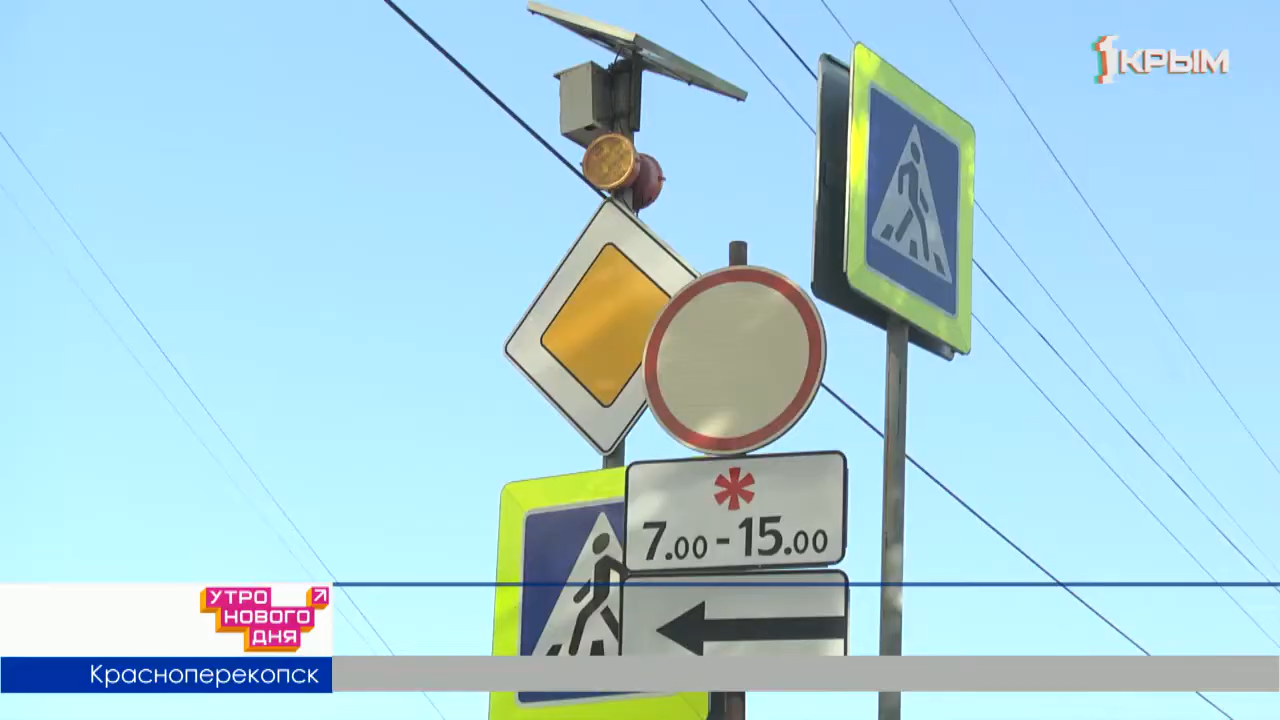 1КРЫМ
7.00 - 15.00
УТРО
НОВОГО
ДНЯ
Красноперекопск